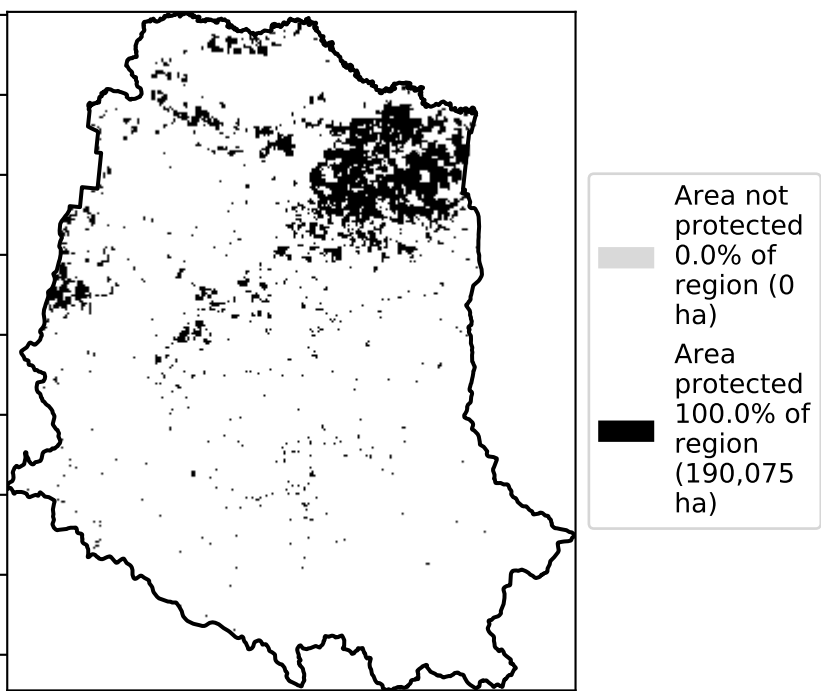 Area not
protected
0.0% of
region (0
ha)
Area
protected
100.0% of
region
(190,075
ha)